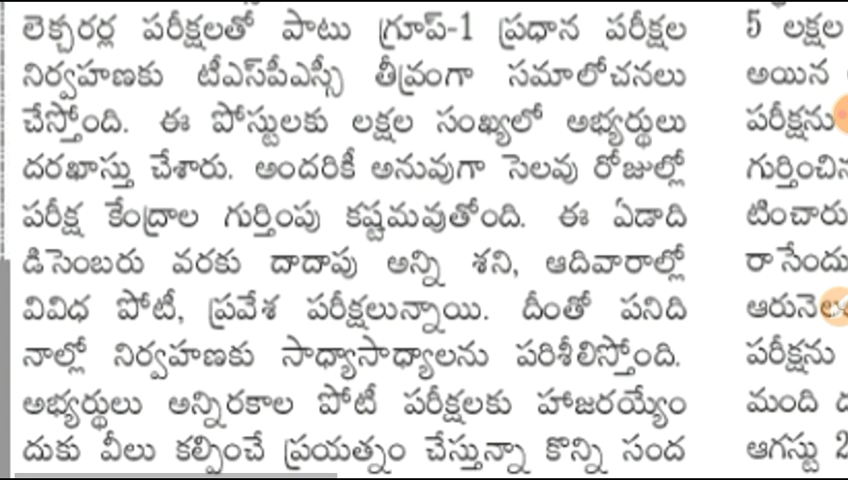 లెక్చరర్ల పరీక్షలతో పాటు గ్రూప్-1 ప్రధాన పరీక్షల
నిర్వహణకు టీఎస్‌పీఎస్సీ తీవ్రంగా సమాలోచనలు
చేస్తోంది. ఈ పోస్టులకు లక్షల సంఖ్యలో అభ్యర్థులు
దరఖాస్తు చేశారు. అందరికీ అనువుగా సెలవు రోజుల్లో
పరీక్ష కేంద్రాల గుర్తింపు కష్టమవుతోంది. ఈ ఏడాది
డిసెంబరు వరకు దాదాపు అన్ని శని, ఆదివారాల్లో
వివిధ పోటీ, ప్రవేశ పరీక్షలున్నాయి. దీంతో పనిది
నాల్లో నిర్వహణకు సాధ్యాసాధ్యాలను పరిశీలిస్తోంది.
అభ్యర్థులు అన్నిరకాల పోటీ పరీక్షలకు హాజరయ్యేం
దుకు వీలు కల్పించే ప్రయత్నం చేస్తున్నా కొన్ని సంద
5 లక్షల
అయిన
పరీక్షను
టించారు
రాసేందు
పరీక్షను
మంది
ఆగస్టు 2